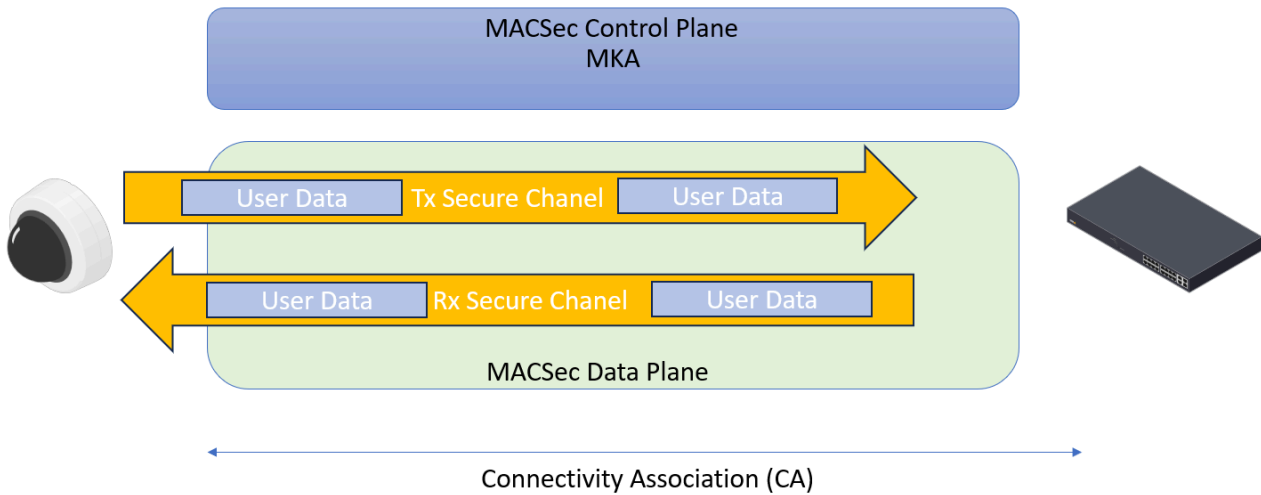 MACSec Control Plane
MKA
User Data Tx Secure Chanel User Data
User Data Rx Secure Chanel User Data
MACSec Data Plane
Connectivity Association (CA)